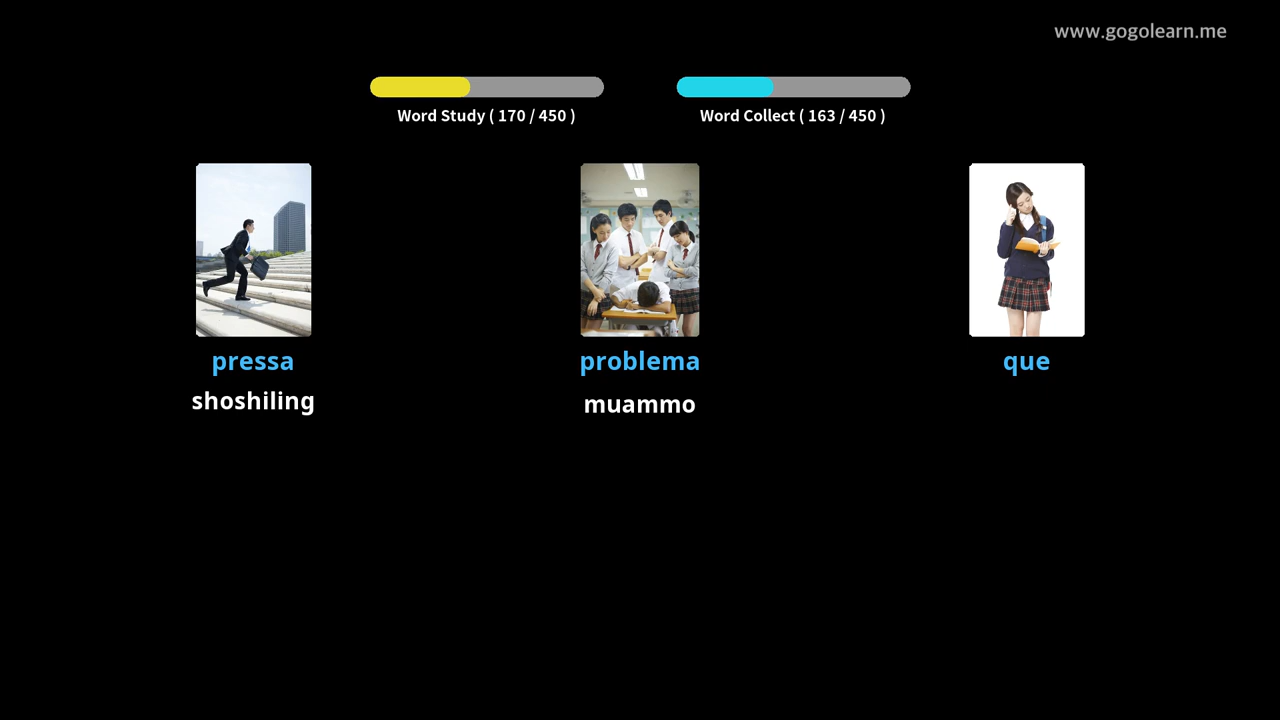 www.gogolearn.me
Word Study ( 170 / 450 )
Word Collect ( 163 / 450 )
pressa
problema
que
shoshiling
muammo